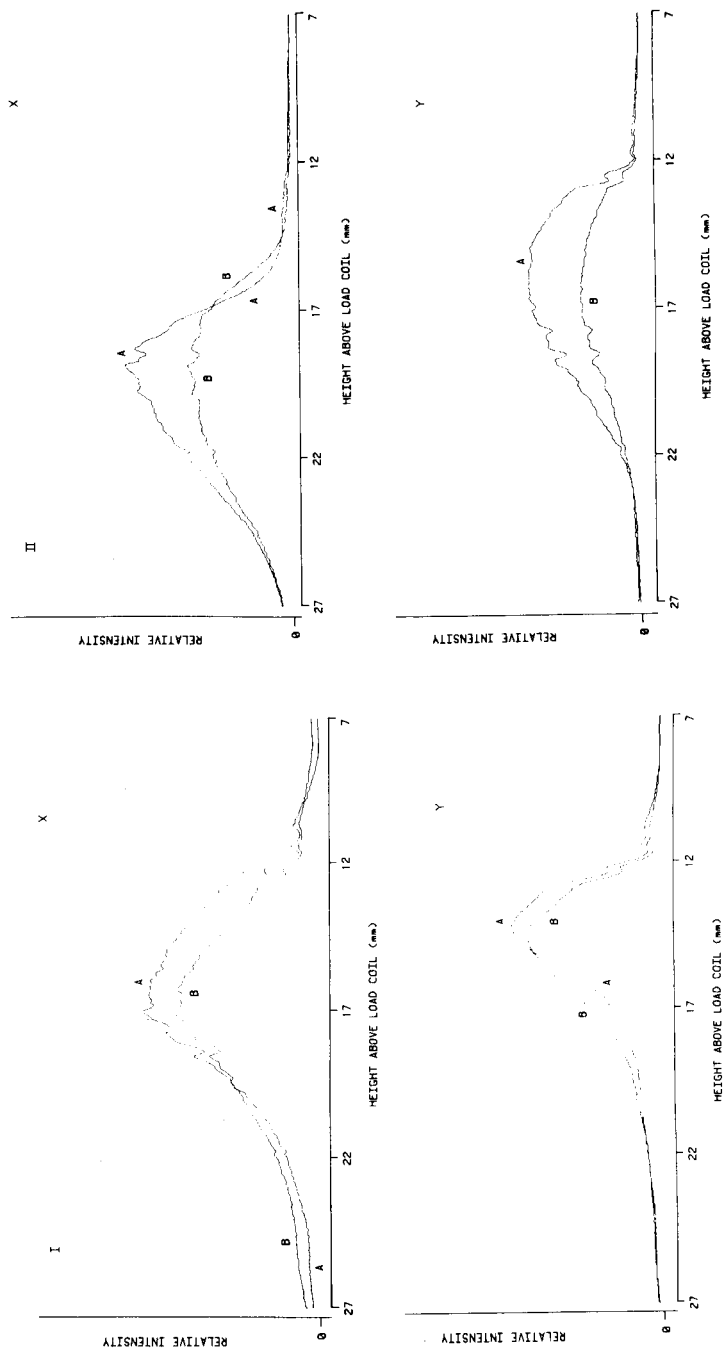 I
X
RELATIVE INTENSITY
0
B
A
A
B
27 22 17 12 7
HEIGHT ABOVE LOAD COIL (mm)
II
X
RELATIVE INTENSITY
0
A
B
B
A
A
27 22 17 12 7
HEIGHT ABOVE LOAD COIL (mm)
Y
RELATIVE INTENSITY
0
A
B
B
A
27 22 17 12 7
HEIGHT ABOVE LOAD COIL (mm)
Y
RELATIVE INTENSITY
0
A
B
27 22 17 12 7
HEIGHT ABOVE LOAD COIL (mm)